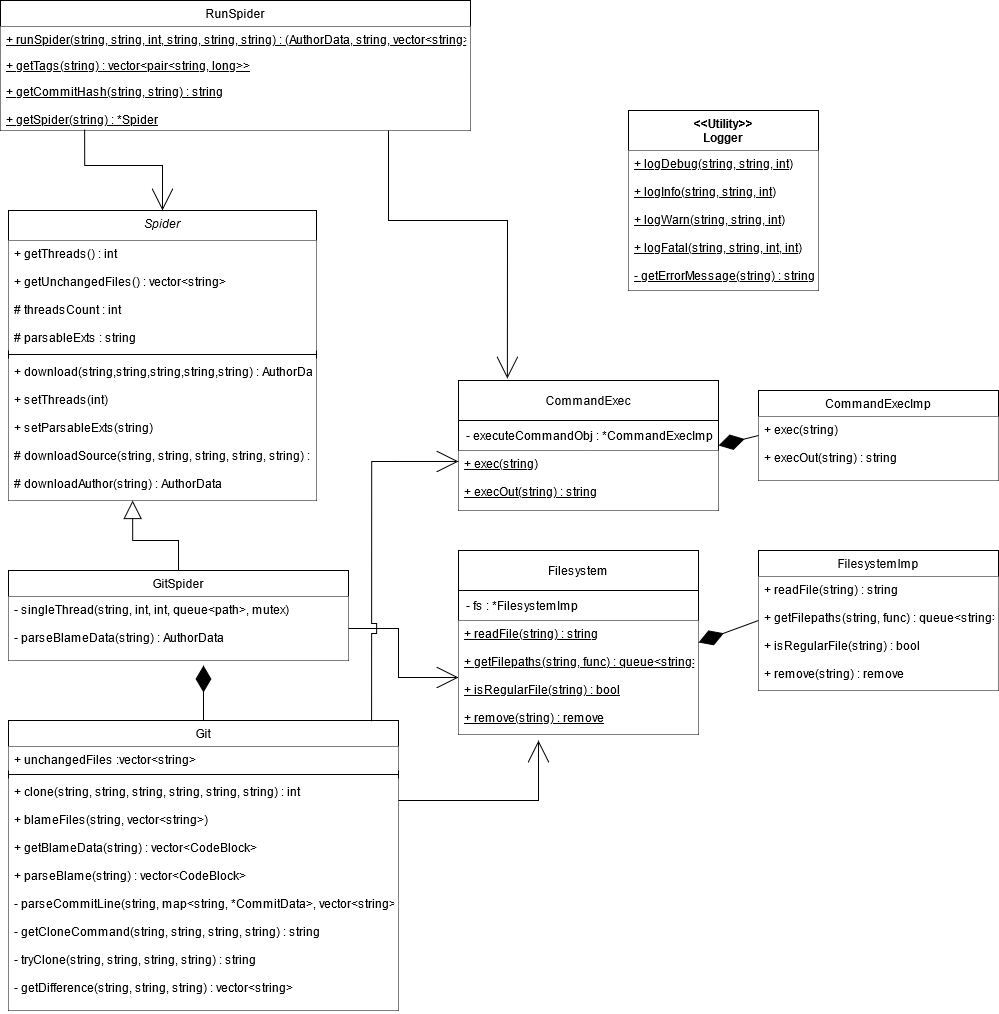 RunSpider
+ runSpider(string, string, int, string, string, string) : (AuthorData, string, vector<string>
+ getTags(string) : vector<pair<string, long>>
+ getCommitHash(string, string) : string
+ getSpider(string) : *Spider
<<Utility>>
Logger
+ logDebug(string, string, int)
+ logInfo(string, string, int)
+ logWarn(string, string, int)
+ logFatal(string, string, int, int)
- getErrorMessage(string) : string
Spider
+ getThreads() : int
+ getUnchangedFiles() : vector<string>
# threadsCount : int
# parsableExts : string
+ download(string,string,string,string,string) : AuthorDa
+ setThreads(int)
+ setParsableExts(string)
# downloadSource(string, string, string, string, string) :
# downloadAuthor(string) : AuthorData
CommandExec
- executeCommandObj : *CommandExecImp
+ exec(string)
+ execOut(string) : string
CommandExecImp
+ exec(string)
+ execOut(string) : string
GitSpider
- singleThread(string, int, int, queue<path>, mutex)
- parseBlameData(string) : AuthorData
Filesystem
- fs : *FilesystemImp
+ readFile(string) : string
+ getFilepaths(string, func) : queue<string>
+ isRegularFile(string) : bool
+ remove(string) : remove
FilesystemImp
+ readFile(string) : string
+ getFilepaths(string, func) : queue<string>
+ isRegularFile(string) : bool
+ remove(string) : remove
Git
+ unchangedFiles :vector<string>
+ clone(string, string, string, string, string, string) : int
+ blameFiles(string, vector<string>)
+ getBlameData(string) : vector<CodeBlock>
+ parseBlame(string) : vector<CodeBlock>
- parseCommitLine(string, map<string, *CommitData>, vector<string>
- getCloneCommand(string, string, string, string) : string
- tryClone(string, string, string, string) : string
- getDifference(string, string, string) : vector<string>